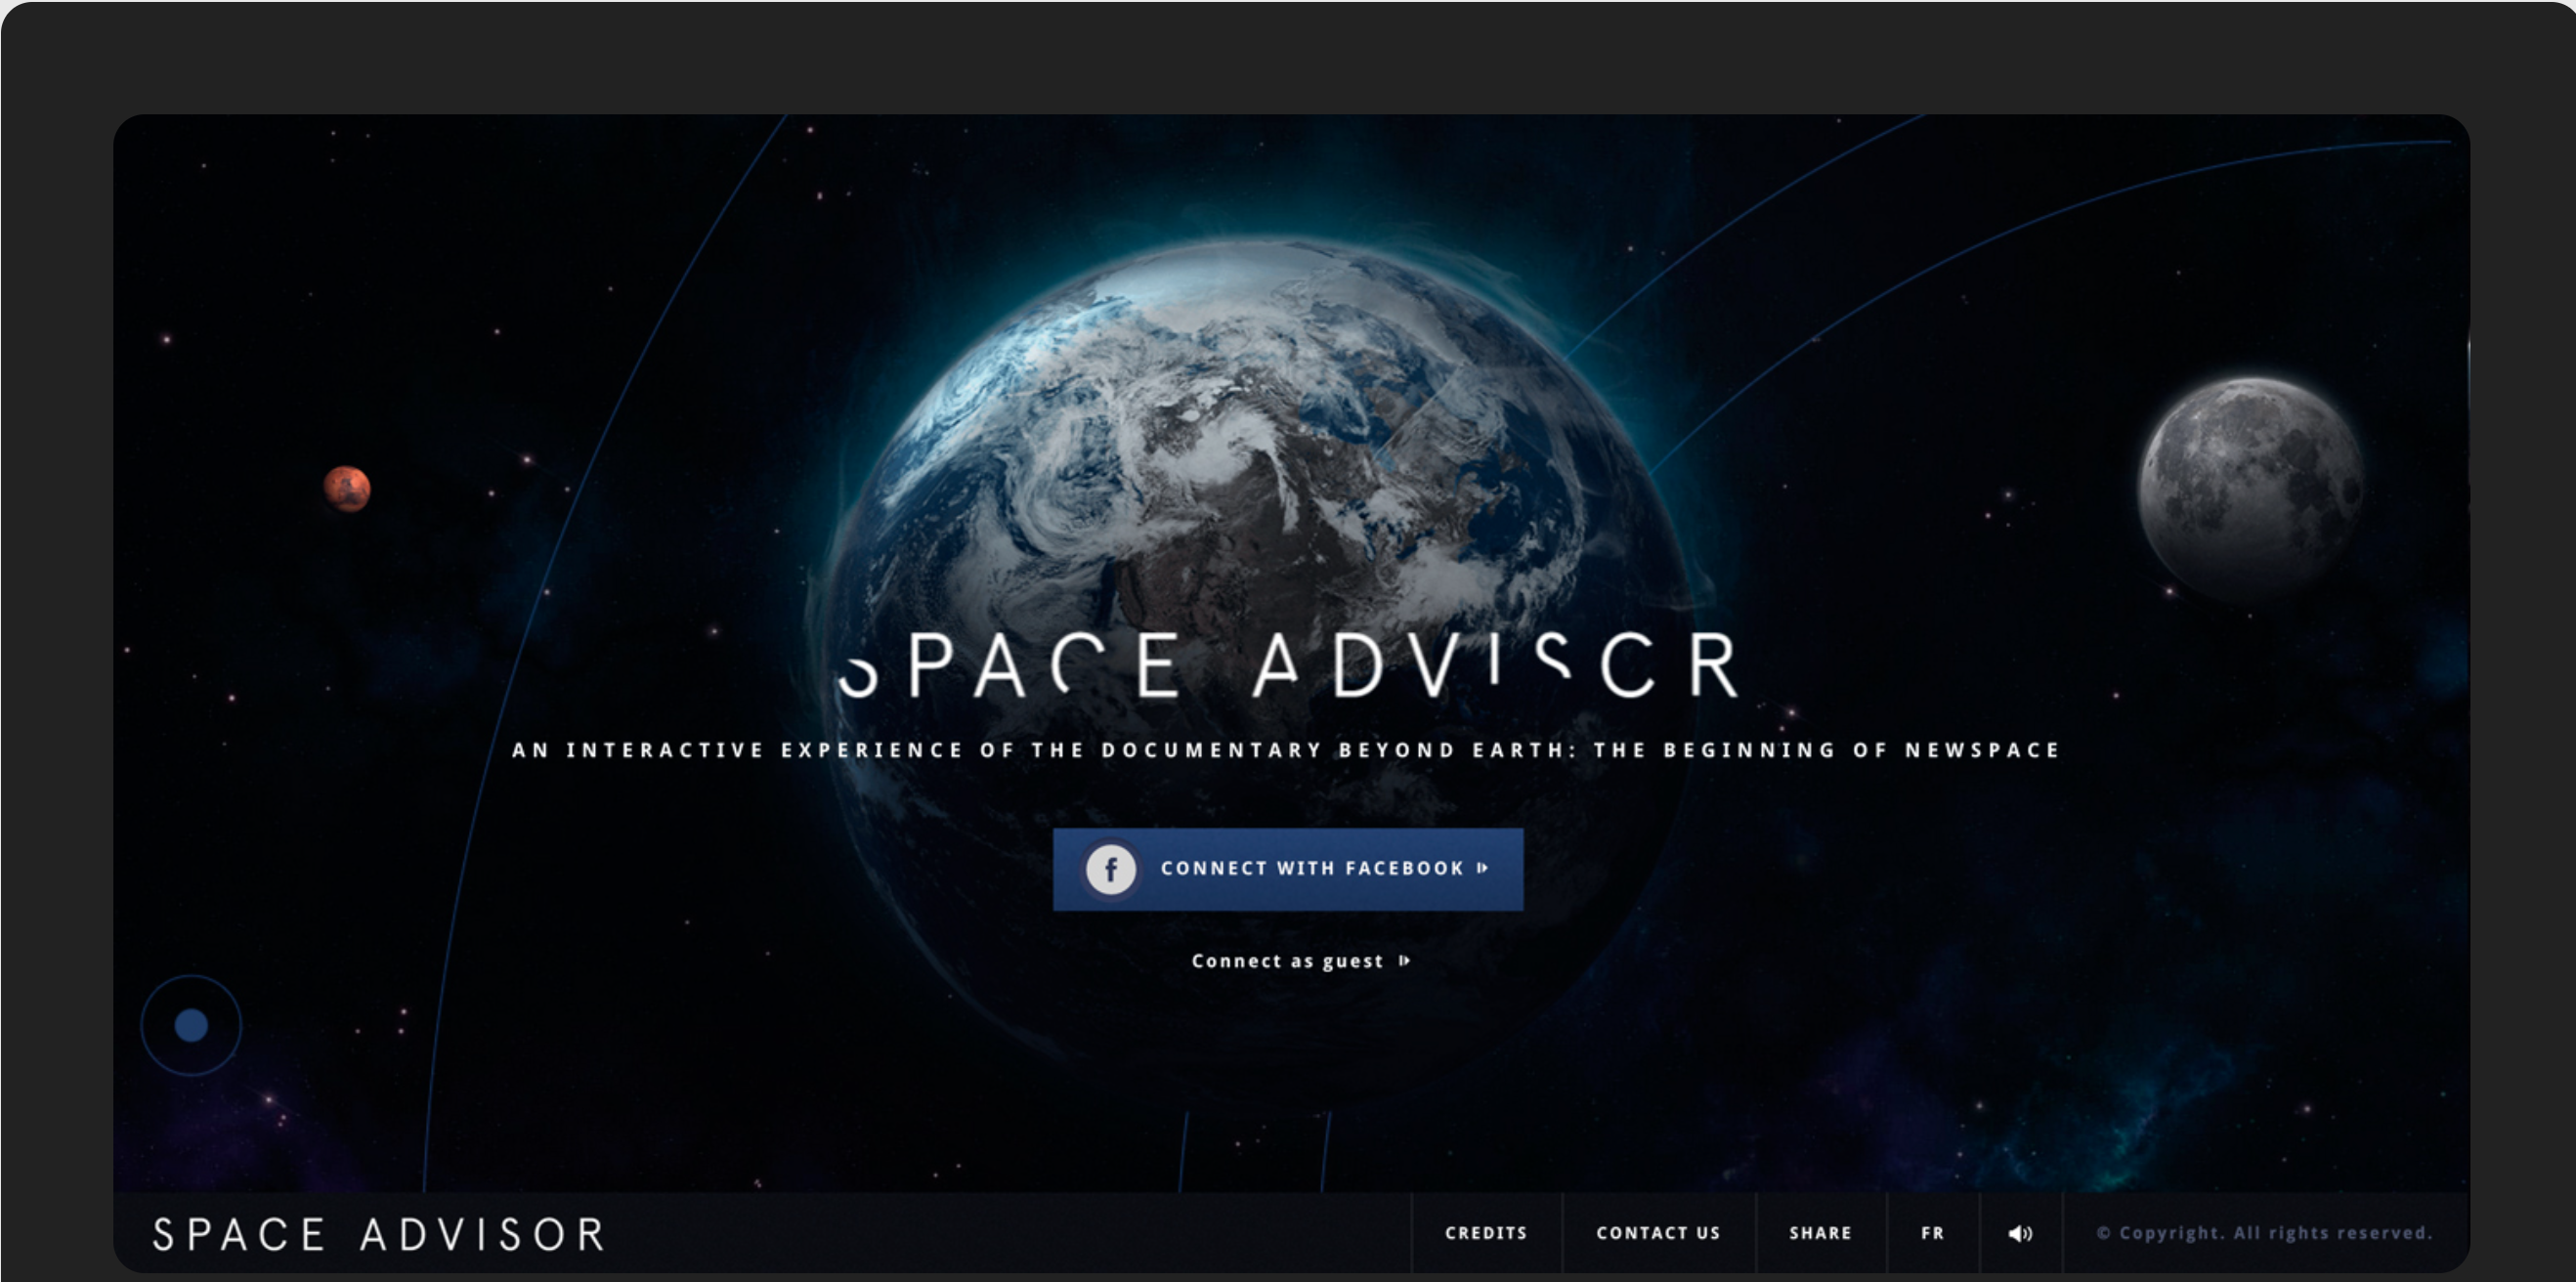 SPACE ADVISOR
AN INTERACTIVE EXPERIENCE OF THE DOCUMENTARY BEYOND EARTH: THE BEGINNING OF NEWSPACE
f CONNECT WITH FACEBOOK
Connect as guest
SPACE ADVISOR
CREDITS
CONTACT US
SHARE
FR
© Copyright. All rights reserved.